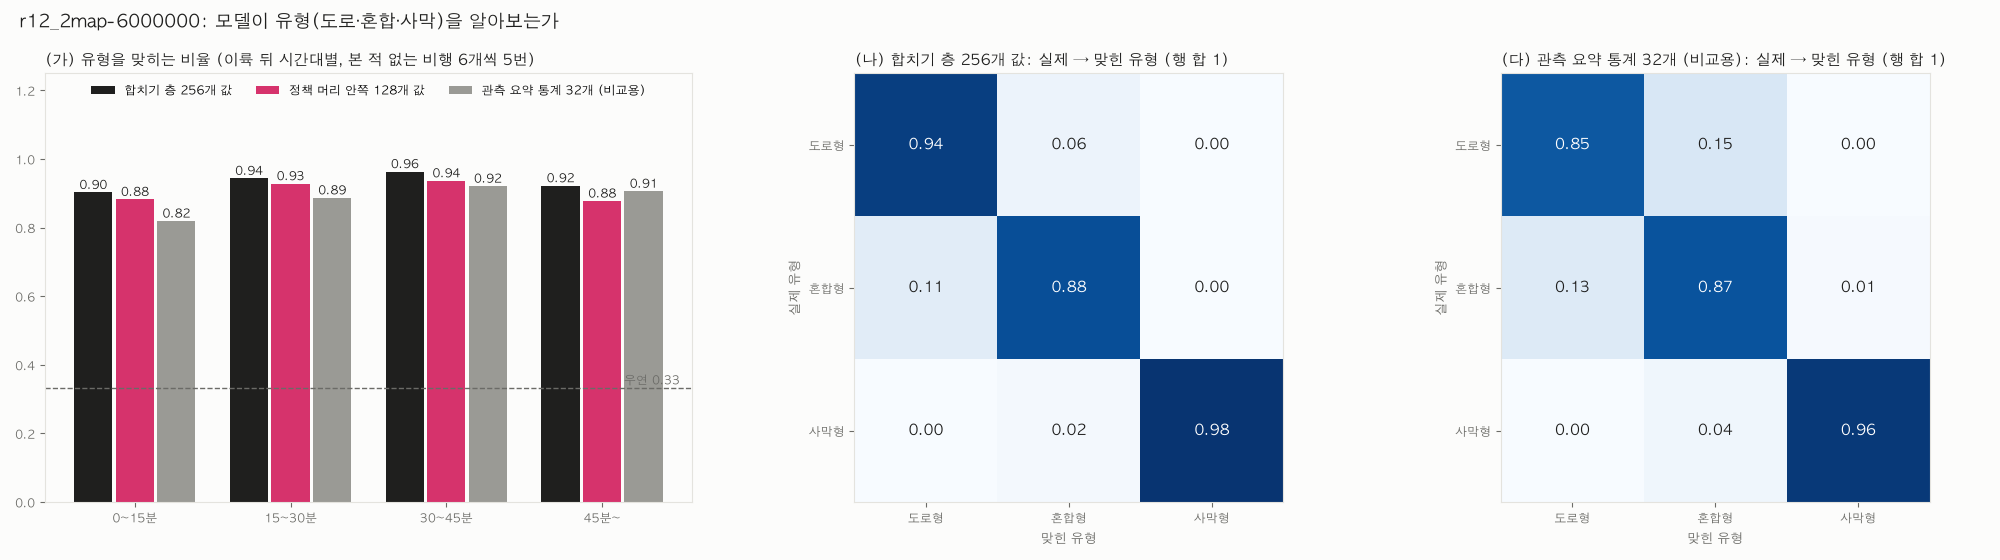 r12_2map-6000000: 모델이 유형(도로·혼합·사막)을 알아보는가
(가) 유형을 맞히는 비율 (이륙 뒤 시간대별, 본 적 없는 비행 6개씩 5번)
합치기 층 256개 값
정책 머리 안쪽 128개 값
관측 요약 통계 32개 (비교용)
1.2
1.0
0.8
0.6
0.4
0.2
0.0
0.90
0.88
0.82
0.94
0.93
0.89
0.96
0.94
0.92
0.92
0.88
0.91
우연 0.33
0~15분
15~30분
30~45분
45분~
(나) 합치기 층 256개 값: 실제 → 맞힌 유형 (행 합 1)
실제 유형
도로형
0.94
0.06
0.00
혼합형
0.11
0.88
0.00
사막형
0.00
0.02
0.98
도로형
혼합형
사막형
맞힌 유형
(다) 관측 요약 통계 32개 (비교용): 실제 → 맞힌 유형 (행 합 1)
실제 유형
도로형
0.85
0.15
0.00
혼합형
0.13
0.87
0.01
사막형
0.00
0.04
0.96
도로형
혼합형
사막형
맞힌 유형